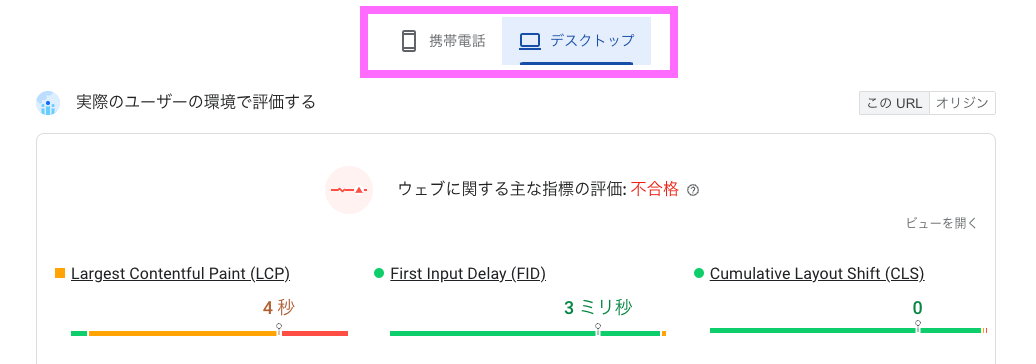 携帯電話 デスクトップ
実際のユーザーの環境で評価する このURL オリジン
ウェブに関する主な指標の評価: 不合格
ビューを開く
Largest Contentful Paint (LCP) First Input Delay (FID) Cumulative Layout Shift (CLS)
4 秒 3 ミリ秒 0